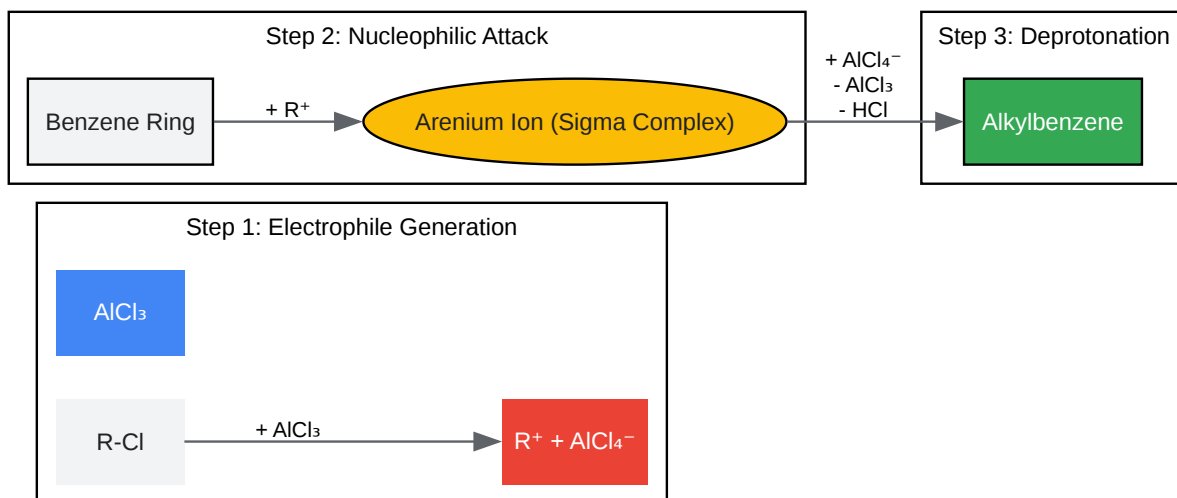 Step 2: Nucleophilic Attack
Benzene Ring
+ R⁺
Arenium Ion (Sigma Complex)
+ AlCl₄⁻
- AlCl₃
- HCl
Step 3: Deprotonation
Alkylbenzene
Step 1: Electrophile Generation
AlCl₃
R-Cl
+ AlCl₃
R⁺ + AlCl₄⁻